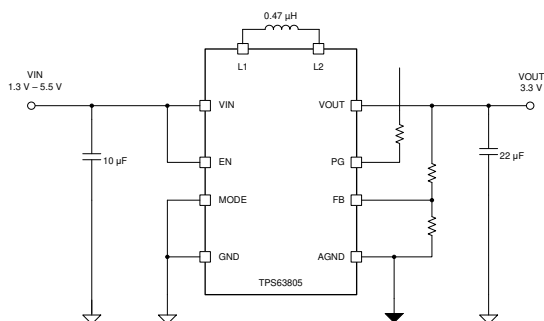 0.47 µH
L1
L2
VIN
1.3 V – 5.5 V
VOUT
3.3 V
VIN
VOUT
10 µF
EN
PG
22 µF
MODE
FB
GND
AGND
TPS63805